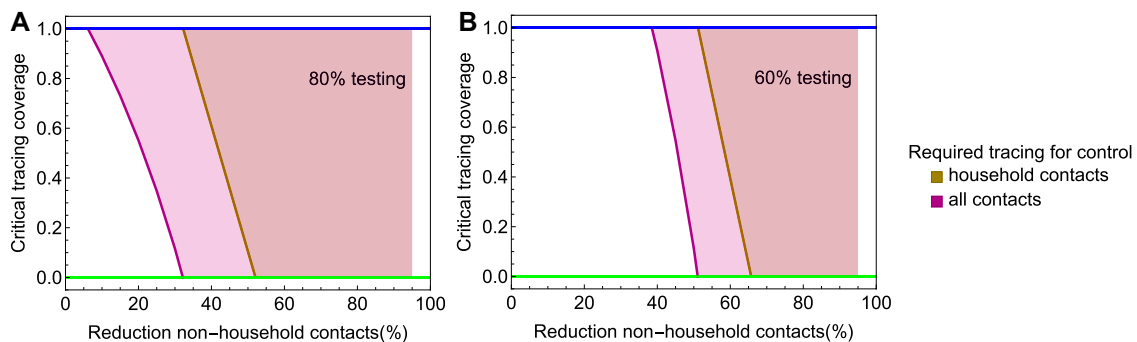 A
Critical tracing coverage
1.0
0.8
0.6
0.4
0.2
0.0
80% testing
0
20
40
60
80
100
Reduction non-household contacts(%)
B
Critical tracing coverage
1.0
0.8
0.6
0.4
0.2
0.0
60% testing
0
20
40
60
80
100
Reduction non-household contacts(%)
Required tracing for control
household contacts
all contacts